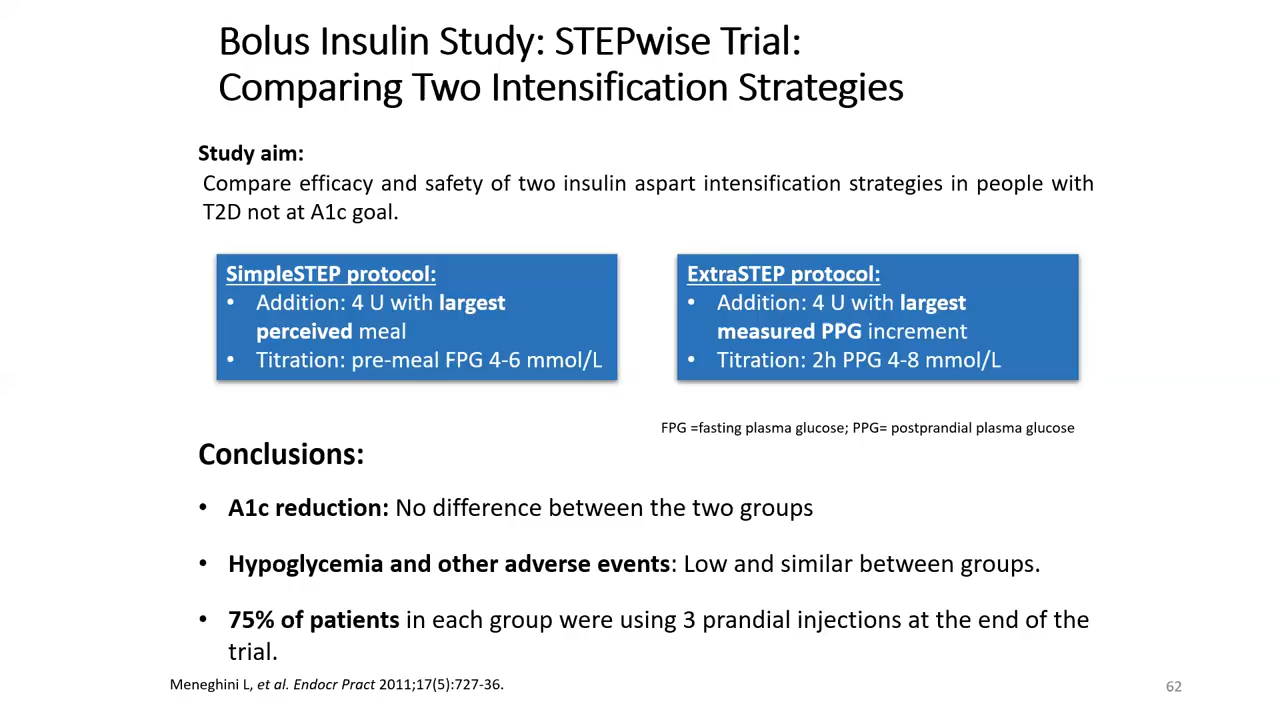 Bolus Insulin Study: STEPwise Trial:
Comparing Two Intensification Strategies
Study aim:
Compare efficacy and safety of two insulin aspart intensification strategies in people with
T2D not at A1c goal.
SimpleSTEP protocol:
• Addition: 4 U with largest
perceived meal
• Titration: pre-meal FPG 4-6 mmol/L
ExtraSTEP protocol:
• Addition: 4 U with largest
measured PPG increment
• Titration: 2h PPG 4-8 mmol/L
FPG =fasting plasma glucose; PPG= postprandial plasma glucose
Conclusions:
• A1c reduction: No difference between the two groups
• Hypoglycemia and other adverse events: Low and similar between groups.
• 75% of patients in each group were using 3 prandial injections at the end of the
trial.
Meneghini L, et al. Endocr Pract 2011;17(5):727-36.
62